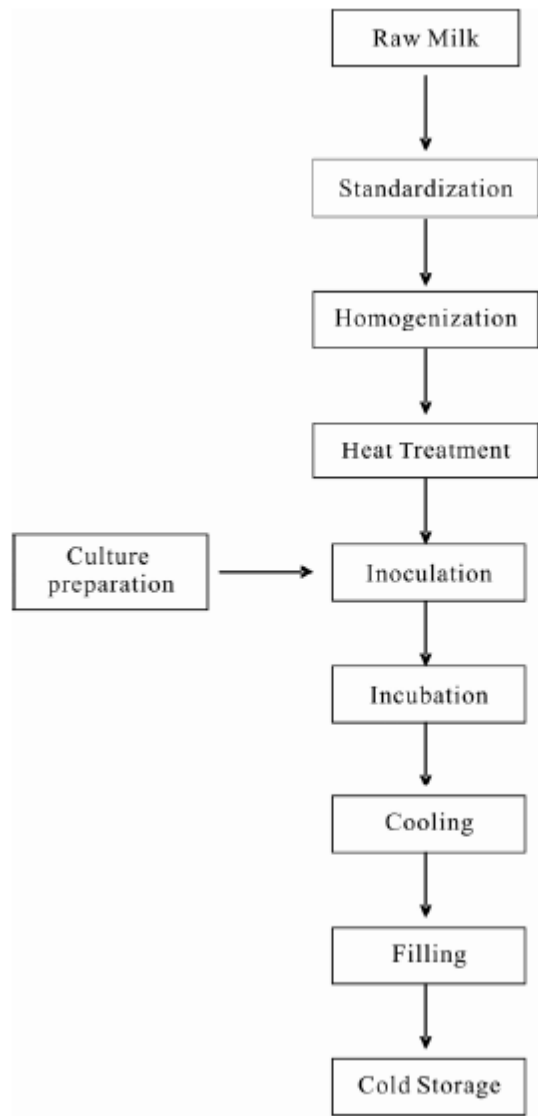 Raw Milk
Standardization
Homogenization
Heat Treatment
Culture
preparation
Inoculation
Incubation
Cooling
Filling
Cold Storage